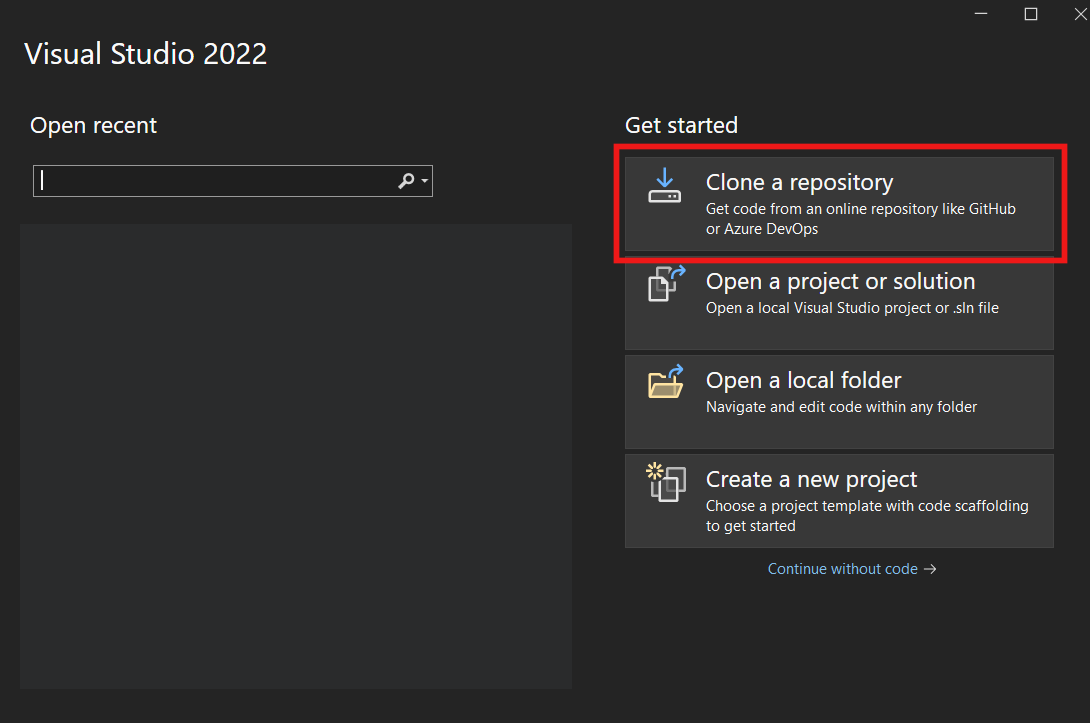 Visual Studio 2022
Open recent
Get started
Clone a repository
Get code from an online repository like GitHub
or Azure DevOps
Open a project or solution
Open a local Visual Studio project or .sln file
Open a local folder
Navigate and edit code within any folder
Create a new project
Choose a project template with code scaffolding
to get started
Continue without code →